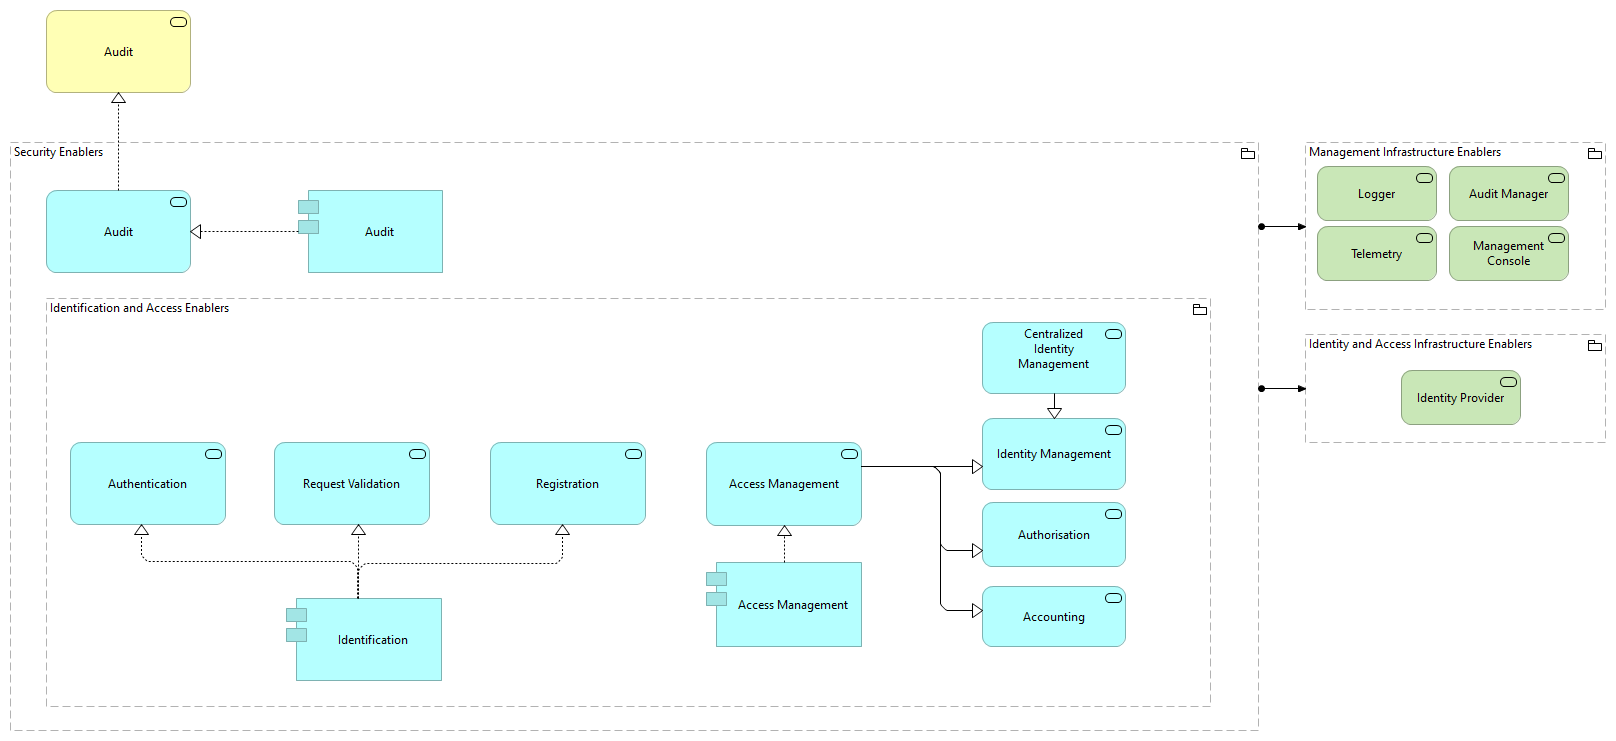 Audit
Security Enablers
Audit
Audit
Identification and Access Enablers
Centralized
Identity
Management
Identity Management
Authentication
Request Validation
Registration
Access Management
Authorisation
Access Management
Accounting
Identification
Management Infrastructure Enablers
Logger
Audit Manager
Telemetry
Management
Console
Identity and Access Infrastructure Enablers
Identity Provider